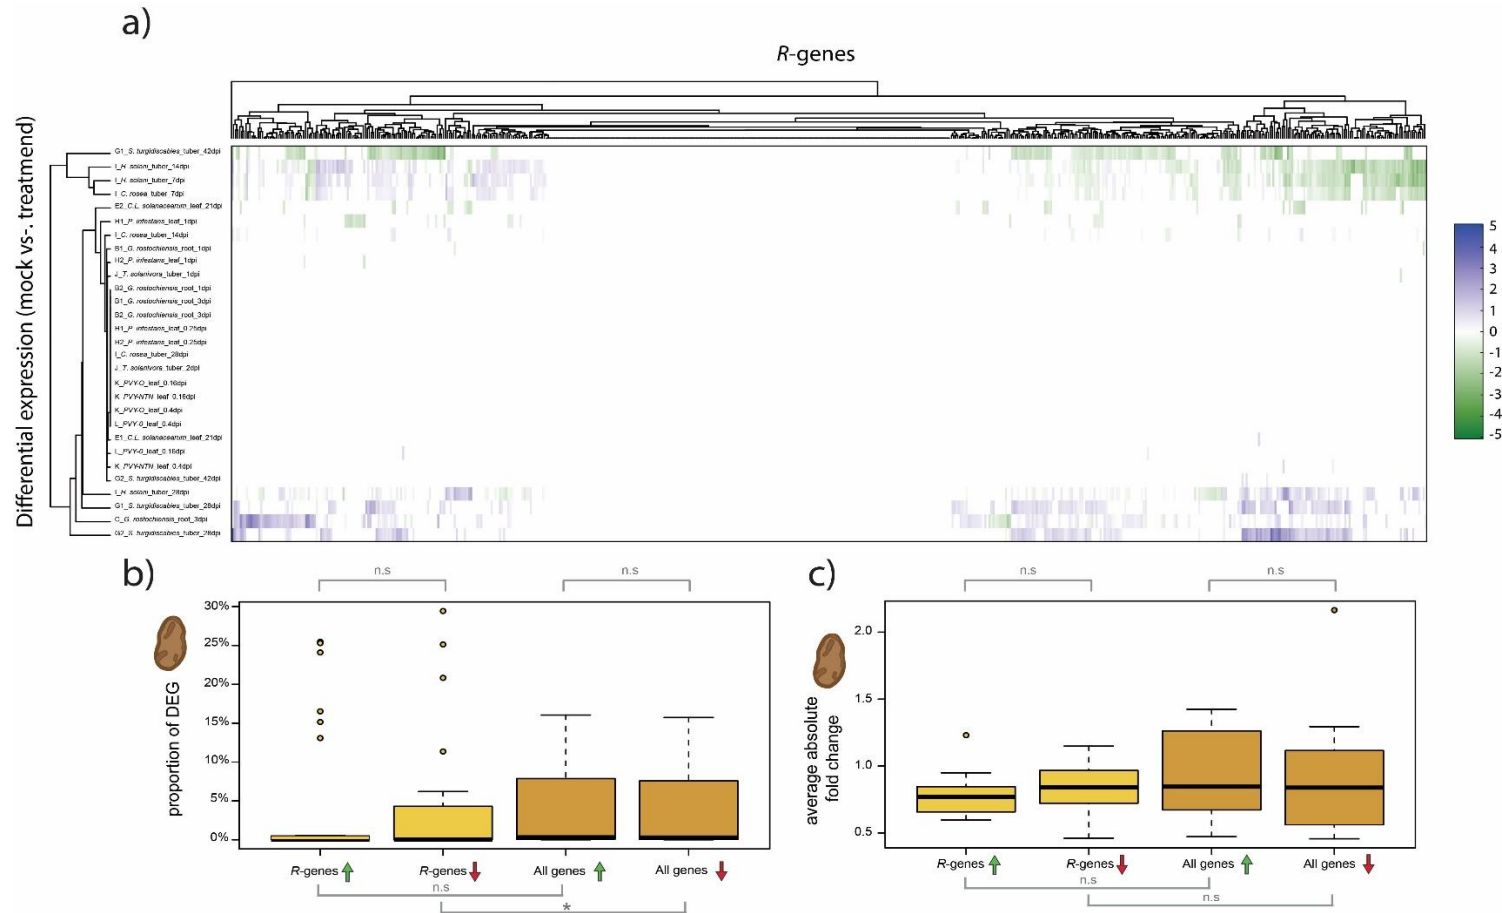 a)
R-genes
Differential expression (mock vs-. treatmend)
G1_S. turgidiscabies_tuber_42dpi
I_H. solani_tuber_14dpi
I_H. solani_tuber_7dpi
I_C. rosea_tuber_7dpi
E2_C.L. solanacearum_leaf_21dpi
H1_P. infestans_leaf_1dpi
I_C. rosea_tuber_14dpi
B1_G. rostochiensis_root_1dpi
H2_P. infestans_leaf_1dpi
J_T. solanivora_tuber_1dpi
B2_G. rostochiensis_root_1dpi
B1_G. rostochiensis_root_3dpi
B2_G. rostochiensis_root_3dpi
H1_P. infestans_leaf_0.25dpi
H2_P. infestans_leaf_0.25dpi
I_C. rosea_tuber_28dpi
J_T. solanivora_tuber_2dpi
K_PVY-O_leaf_0.16dpi
K_PVY-NTN_leaf_0.16dpi
K_PVY-O_leaf_0.4dpi
L_PVY-0_leaf_0.4dpi
E1_C.L. solanacearum_leaf_21dpi
L_PVY-0_leaf_0.16dpi
K_PVY-NTN_leaf_0.4dpi
G2_S. turgidiscabies_tuber_42dpi
I_H. solani_tuber_28dpi
G1_S. turgidiscabies_tuber_28dpi
C_G. rostochiensis_root_3dpi
G2_S. turgidiscabies_tuber_28dpi
5
4
3
2
1
0
-1
-2
-3
-4
-5
b)
n.s
n.s
proportion of DEG
30%
25%
20%
15%
10%
5%
0%
R-genes
R-genes
All genes
All genes
n.s
*
c)
n.s
n.s
average absolute
fold change
2.0
1.5
1.0
0.5
R-genes
R-genes
All genes
All genes
n.s
n.s